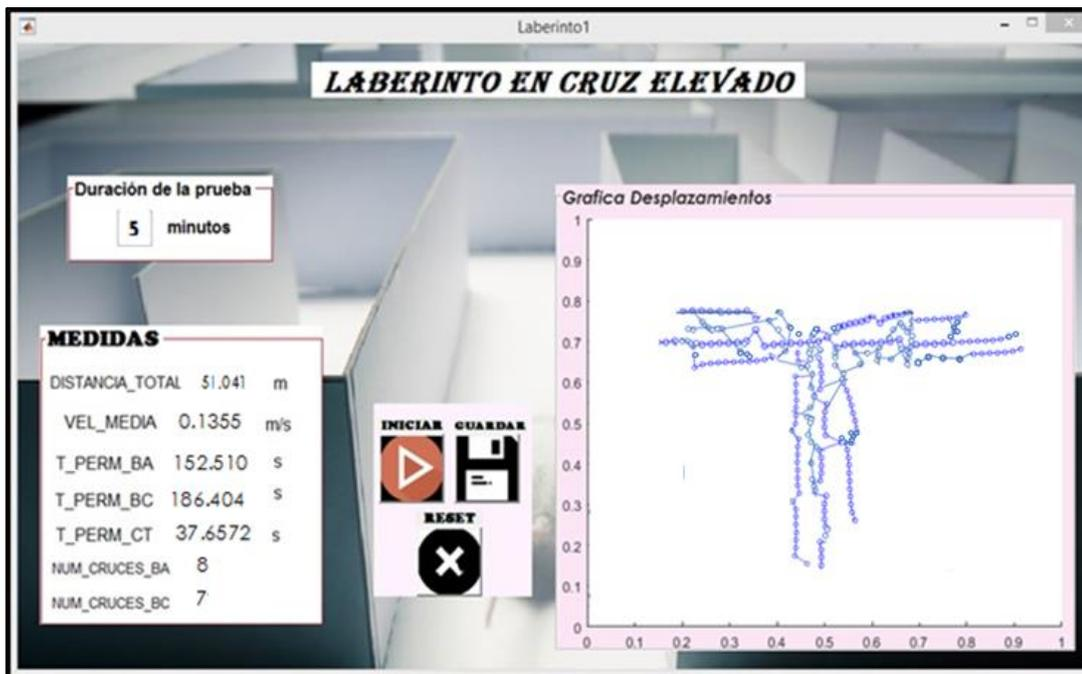 Laberinto1
LABERINTO EN CRUZ ELEVADO
Duración de la prueba
5 minutos
MEDIDAS
DISTANCIA_TOTAL 51.041 m
VEL_MEDIA 0.1355 m/s
T_PERM_BA 152.510 s
T_PERM_BC 186.404 s
T_PERM_CT 37.6572 s
NUM_CRUCES_BA 8
NUM_CRUCES_BC 7
INICIAR GUARDAR
RESET
Grafica Desplazamientos
1
0.9
0.8
0.7
0.6
0.5
0.4
0.3
0.2
0.1
0
0 0.1 0.2 0.3 0.4 0.5 0.6 0.7 0.8 0.9 1